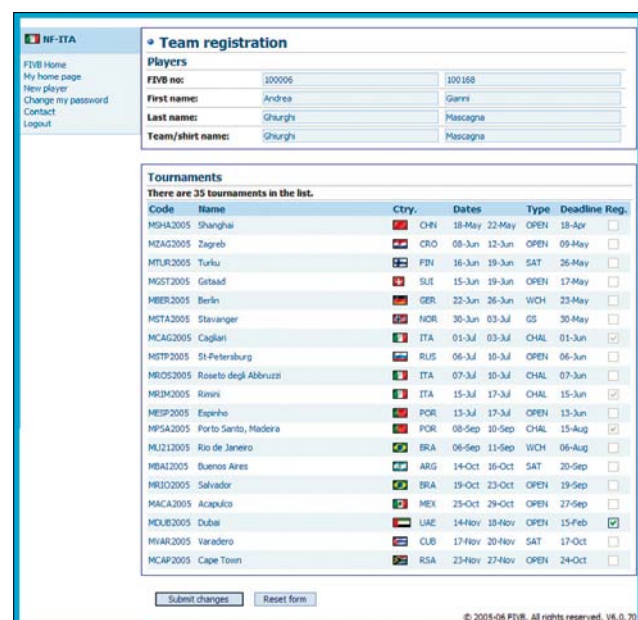 NF-ITA
FIVB Home
My home page
New player
Change my password
Contact
Logout
Team registration
Players
FIVB no: 100006 100168
First name: Andrea Gianni
Last name: Ghiurghi Mascagna
Team/shirt name: Ghiurghi Mascagna
Tournaments
There are 35 tournaments in the list.
Code Name Ctry. Dates Type Deadline Reg.
MSHA2005 Shanghai CHN 18-May 22-May OPEN 18-Apr
MZAG2005 Zagreb CRO 08-Jun 12-Jun OPEN 09-May
MTUR2005 Turku FIN 16-Jun 19-Jun SAT 26-May
MGST2005 Gstaad SUI 15-Jun 19-Jun OPEN 17-May
MBER2005 Berlin GER 22-Jun 26-Jun WCH 23-May
MSTA2005 Stavanger NOR 30-Jun 03-Jul GS 30-May
MCAG2005 Cagliari ITA 01-Jul 03-Jul CHAL 01-Jun
MSTP2005 St-Petersburg RUS 06-Jul 10-Jul OPEN 06-Jun
MROS2005 Roseto degli Abbruzzi ITA 07-Jul 10-Jul CHAL 07-Jun
MRIM2005 Rimini ITA 15-Jul 17-Jul CHAL 15-Jun
MESP2005 Espinho POR 13-Jul 17-Jul OPEN 13-Jun
MPSA2005 Porto Santo, Madeira POR 08-Sep 10-Sep CHAL 15-Aug
MU212005 Rio de Janeiro BRA 06-Sep 11-Sep WCH 06-Aug
MBAI2005 Buenos Aires ARG 14-Oct 16-Oct SAT 20-Sep
MRIO2005 Salvador BRA 19-Oct 23-Oct OPEN 19-Sep
MACA2005 Acapulco MEX 25-Oct 29-Oct OPEN 27-Sep
MDUB2005 Dubai UAE 14-Nov 18-Nov OPEN 15-Feb
MVAR2005 Varadero CUB 17-Nov 20-Nov SAT 17-Oct
MCAP2005 Cape Town RSA 23-Nov 27-Nov OPEN 24-Oct
Submit changes Reset form
© 2005-06 FIVB. All rights reserved. V6.0.70